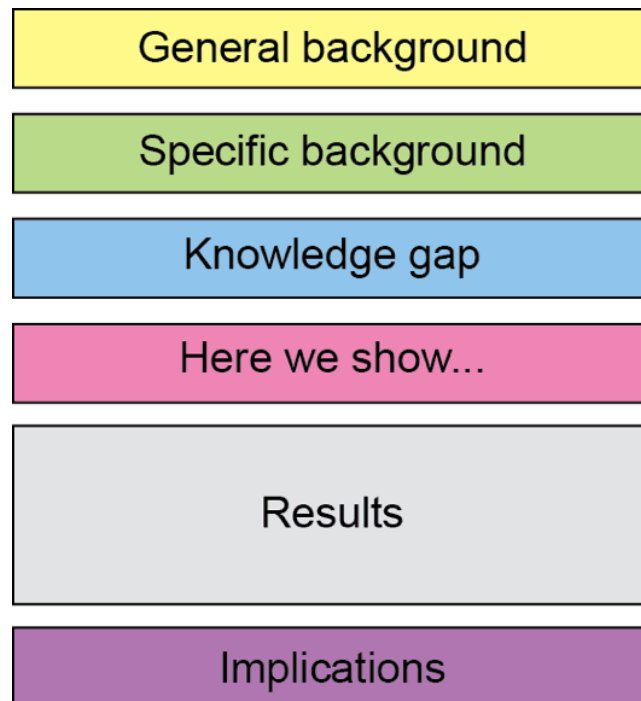 General background
Specific background
Knowledge gap
Here we show...
Results
Implications